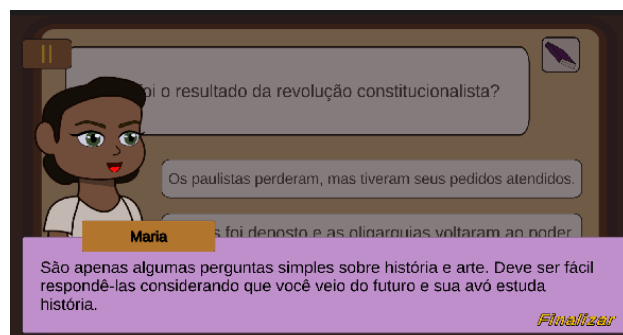 oi o resultado da revolução constitucionalista?
Os paulistas perderam, mas tiveram seus pedidos atendidos.
foi deposto e as oligarquias voltaram ao poder
Maria
São apenas algumas perguntas simples sobre história e arte. Deve ser fácil
respondê-las considerando que você veio do futuro e sua avó estuda
história.
Finalizar